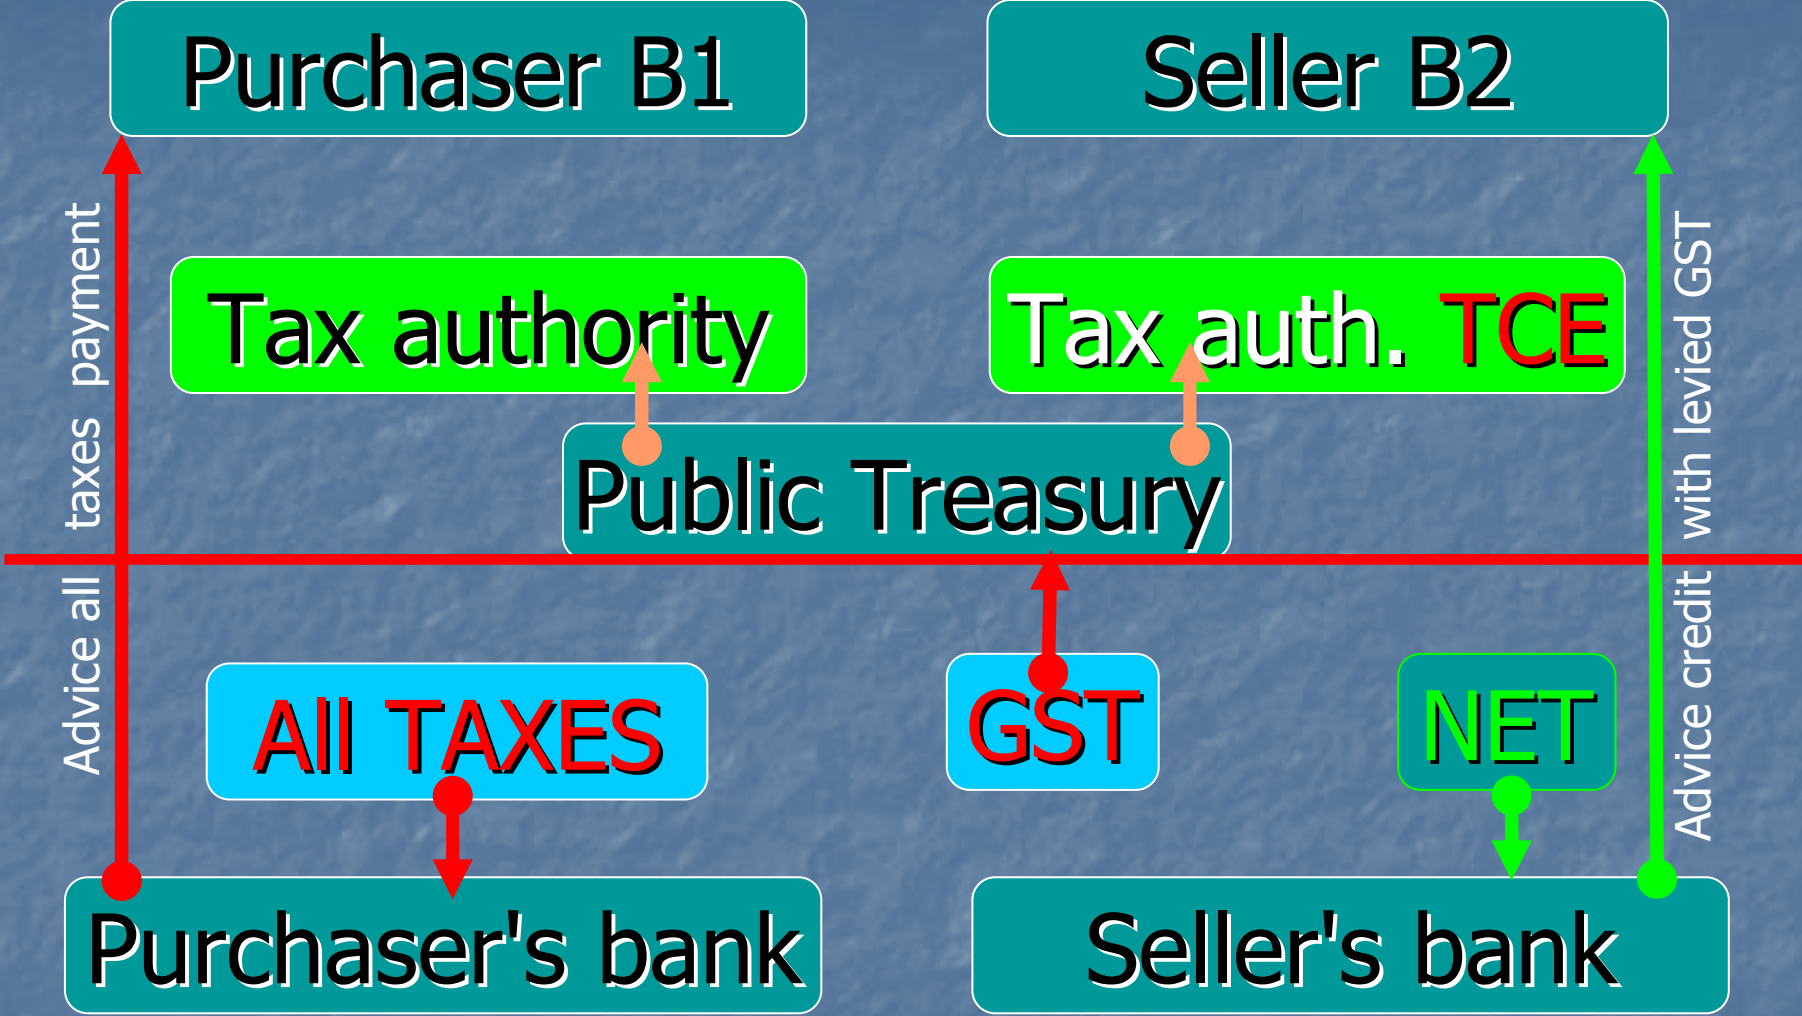 Purchaser B1
Seller B2
Advice all taxes payment
Tax authority
Tax auth. TCE
Advice credit with levied GST
Public Treasury
All TAXES
GST
NET
Purchaser's bank
Seller's bank